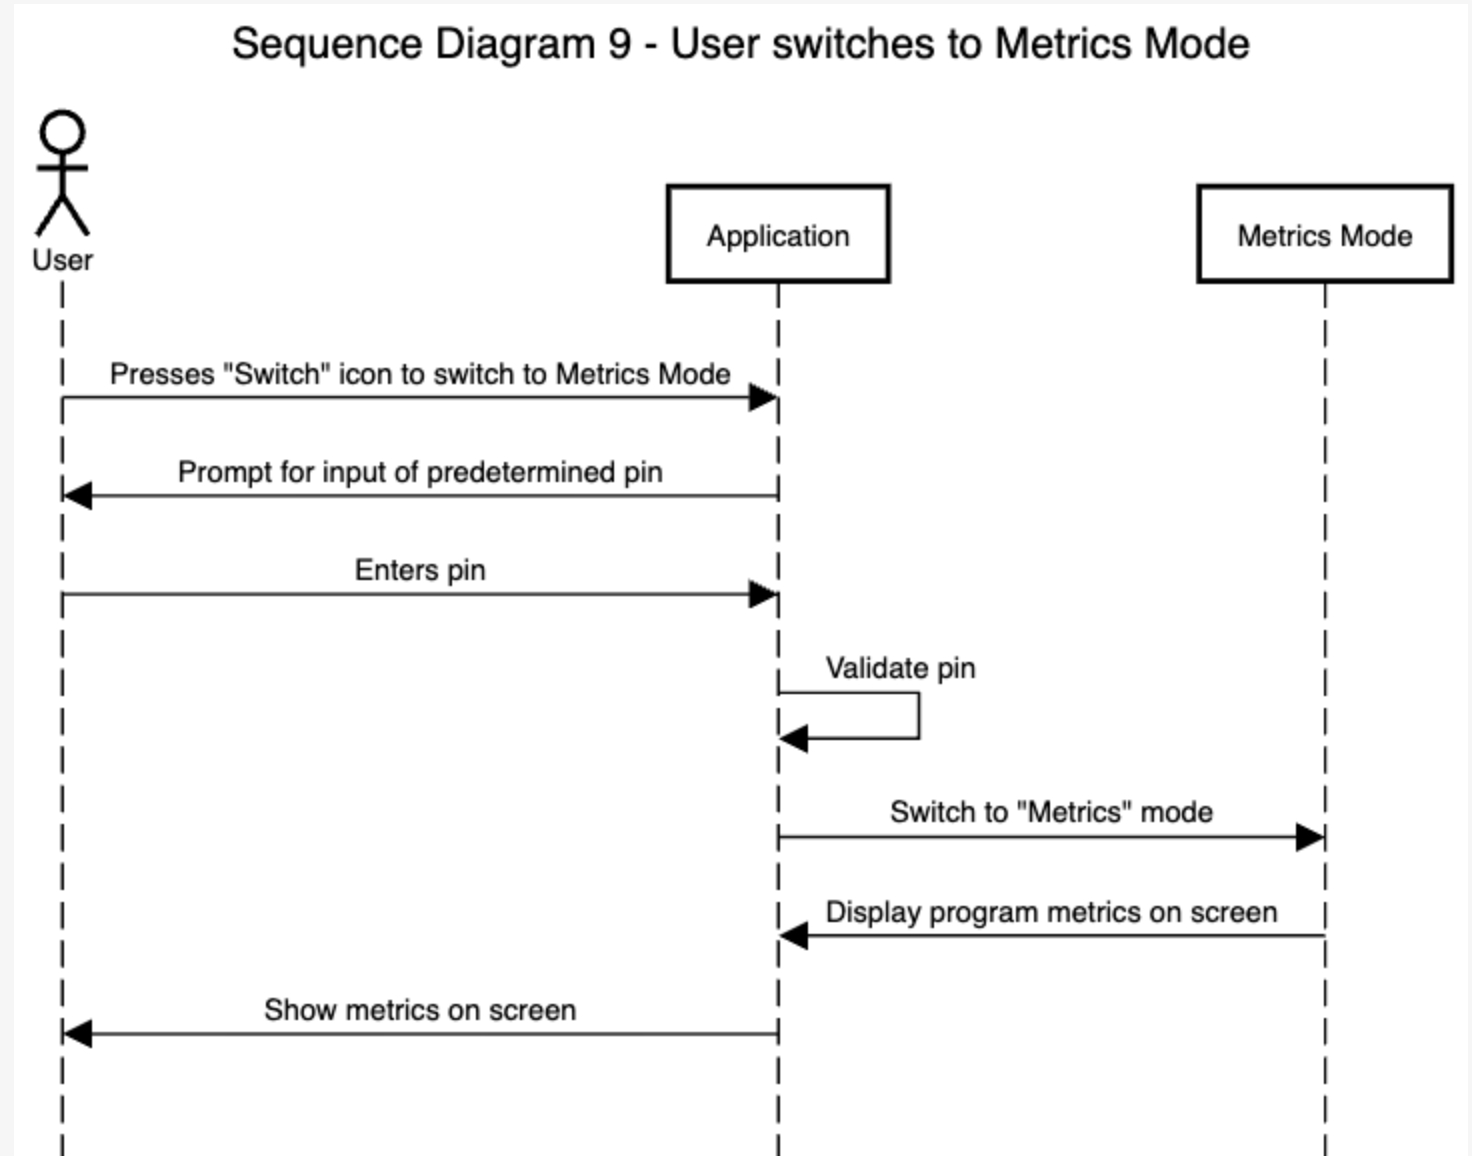 Sequence Diagram 9 - User switches to Metrics Mode
User
Application
Metrics Mode
Presses "Switch" icon to switch to Metrics Mode
Prompt for input of predetermined pin
Enters pin
Validate pin
Switch to "Metrics" mode
Display program metrics on screen
Show metrics on screen